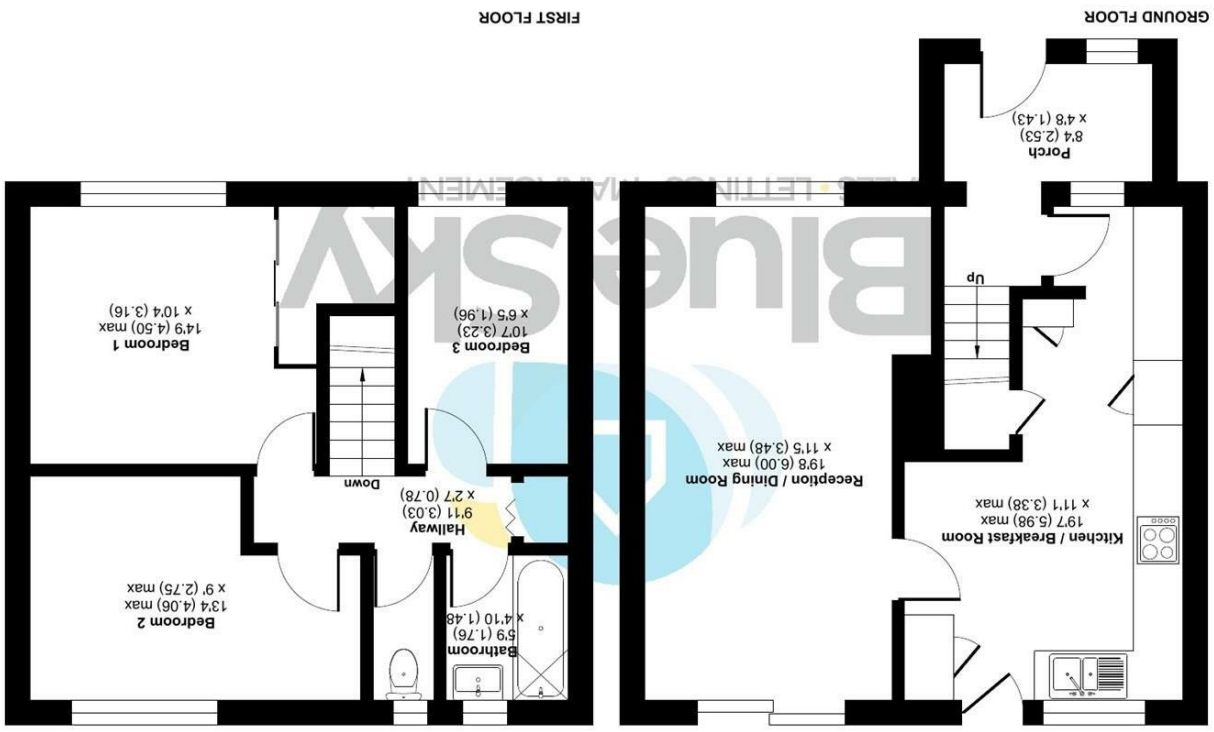 GROUND FLOOR
Kitchen / Breakfast Room
19'7 (5.98) max
x 11'1 (3.38) max
Reception / Dining Room
19'8 (6.00) max
x 11'5 (3.48) max
Up
Porch
8'4 (2.53)
x 4'8 (1.43)
FIRST FLOOR
Bathroom
5'9 (1.76)
x 4'10 (1.48)
Bedroom 2
13'4 (4.06) max
x 9' (2.75) max
Hallway
9'11 (3.03)
x 2'7 (0.78)
Down
Bedroom 3
10'7 (3.23)
x 6'5 (1.96)
Bedroom 1
14'9 (4.50) max
x 10'4 (3.16)
BlueSky
SALES • LETTINGS MANAGEMENT